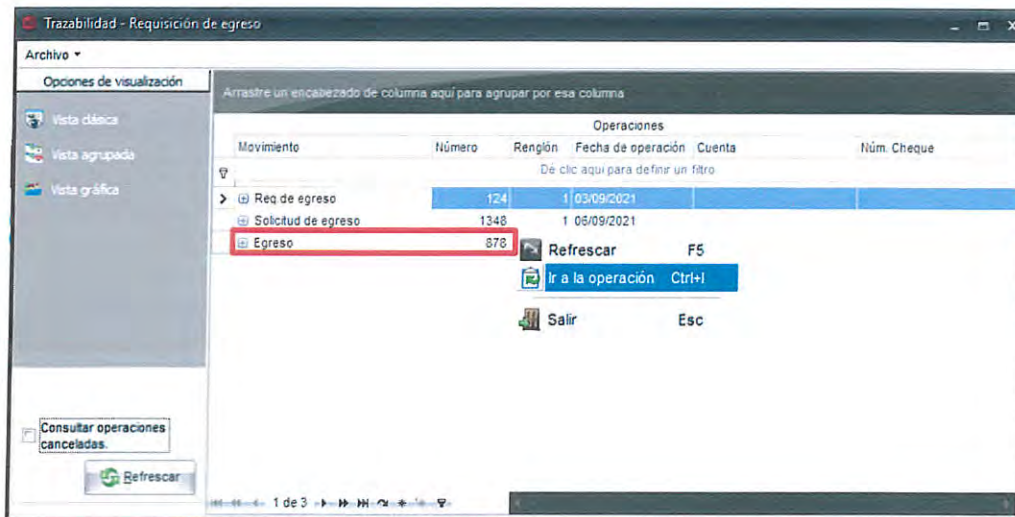 Trazabilidad - Requisición de egreso
Archivo
Opciones de visualización
Vista clásica
Vista agrupada
Vista gráfica
Arrastre un encabezado de columna aquí para agrupar por esa columna
Operaciones
Movimiento Número Renglón Fecha de operación Cuenta Núm. Cheque
Dé clic aquí para definir un filtro
Req de egreso 124 1 03/09/2021
Solicitud de egreso 1348 1 06/09/2021
Egreso 878
Refrescar F5
Ir a la operación Ctrl+I
Salir Esc
Consultar operaciones
canceladas.
Refrescar
1 de 3